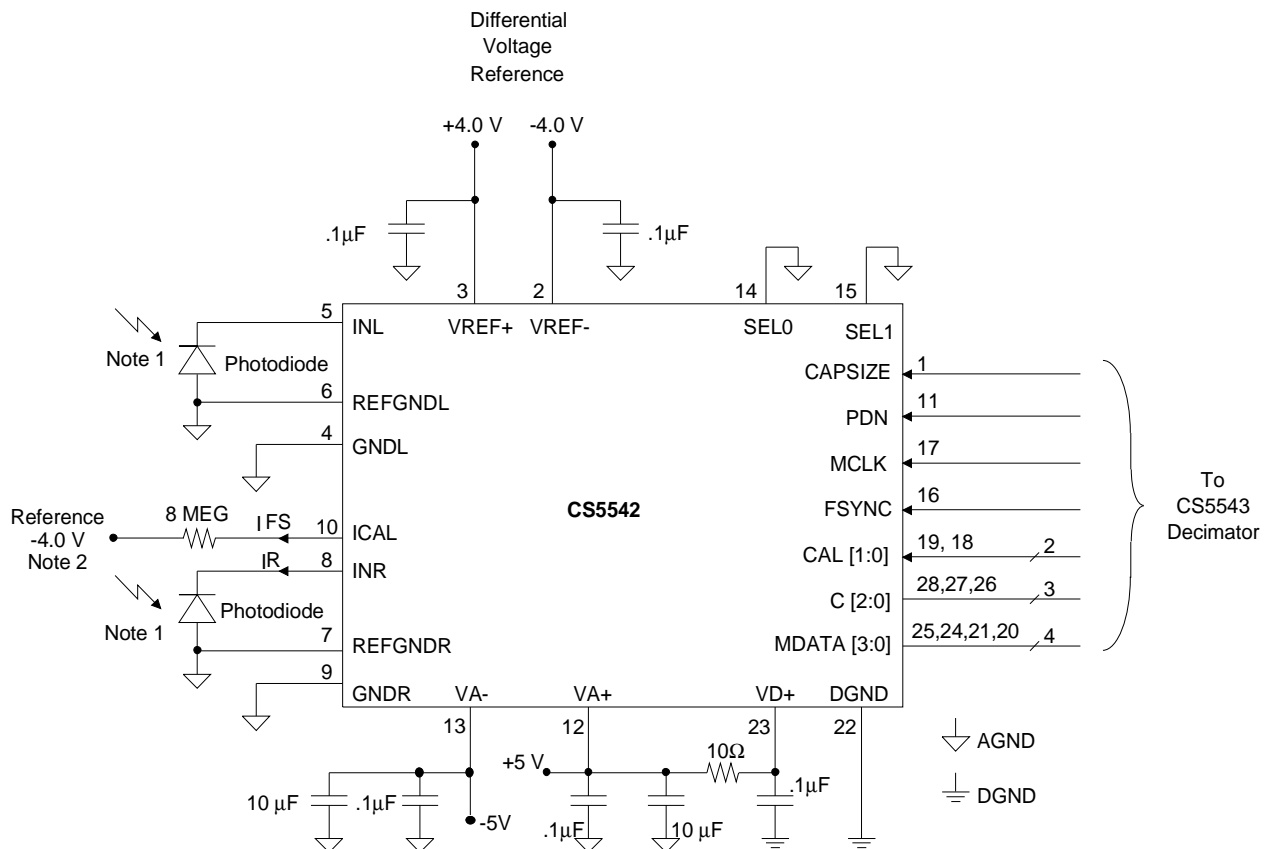 Differential
Voltage
Reference
+4.0 V -4.0 V
.1µF .1µF
3 2 14 15
5 INL VREF+ VREF- SEL0 SEL1
Note 1 Photodiode
CAPSIZE 1
6 REFGNDL
PDN 11
4 GNDL
MCLK 17
CS5542
FSYNC 16
To
CS5543
Decimator
Reference
-4.0 V
Note 2
8 MEG IFS 10 ICAL
CAL [1:0] 19, 18 2
IR 8 INR
C [2:0] 28,27,26 3
Note 1 Photodiode
7 REFGNDR
MDATA [3:0] 25,24,21,20 4
9 GNDR VA- VA+ VD+ DGND
13 12 23 22
AGND
+5 V 10Ω
10 µF .1µF -5V .1µF 10 µF .1µF
DGND